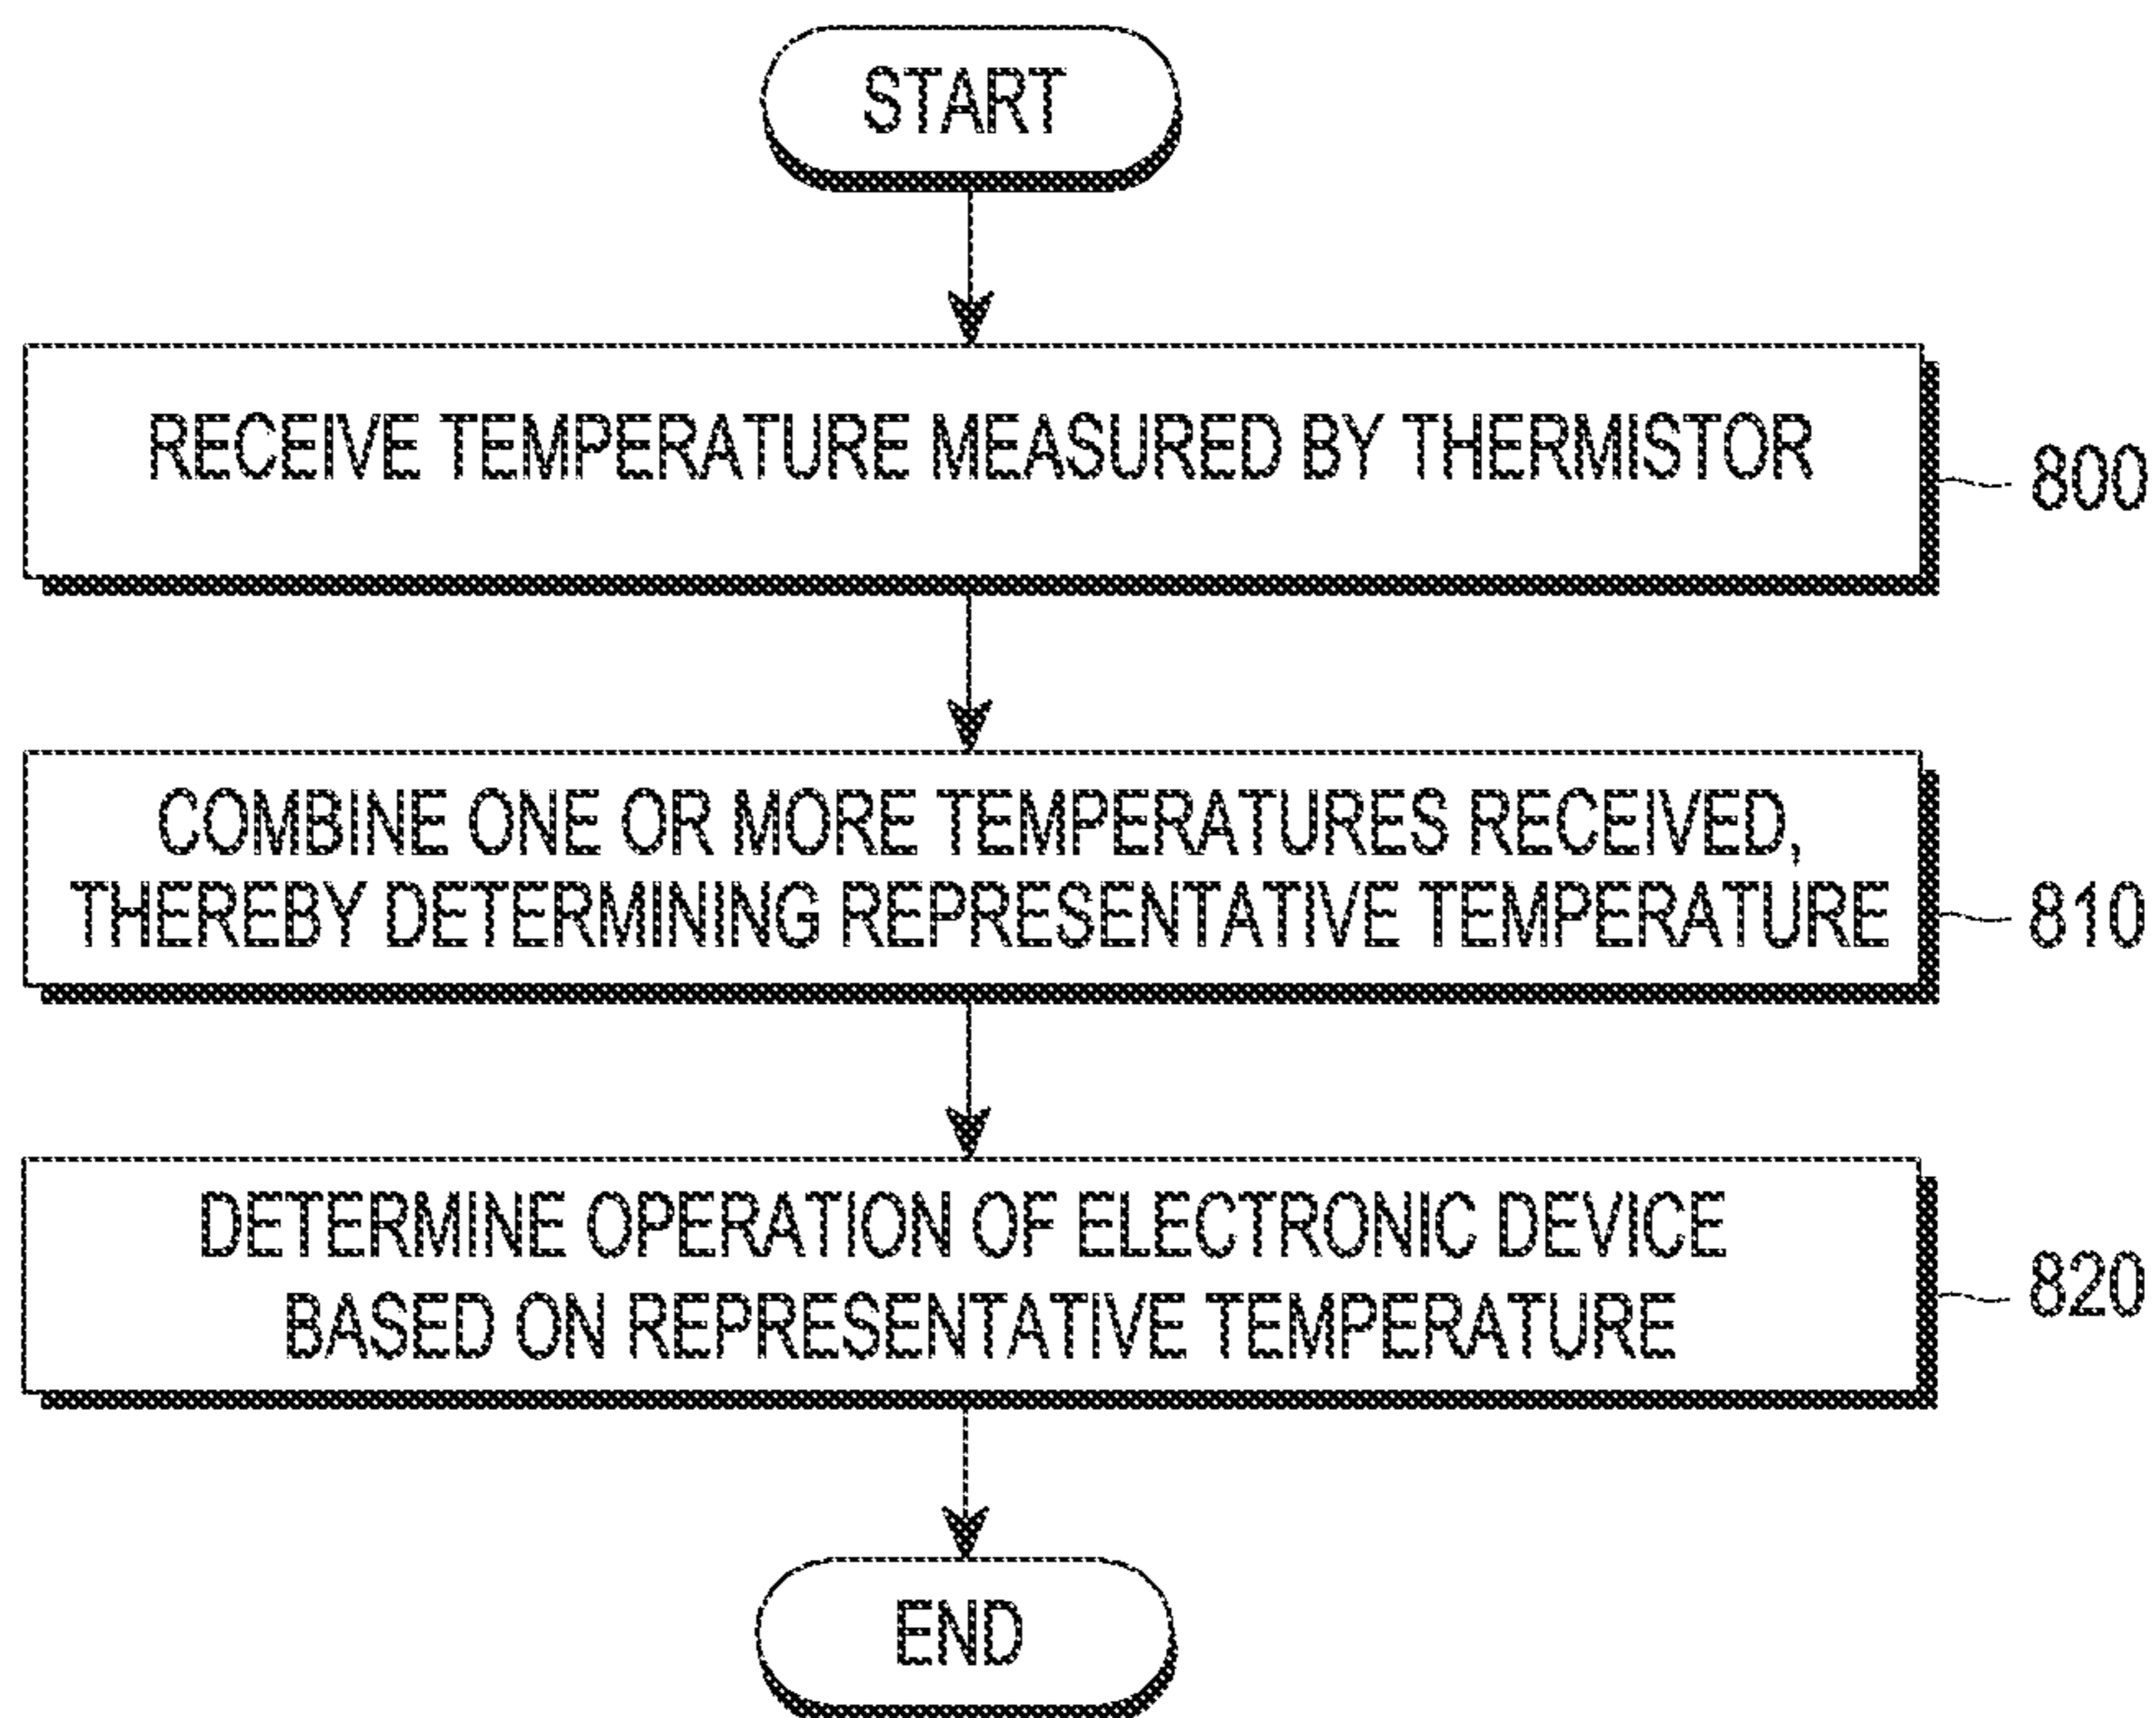 START
RECEIVE TEMPERATURE MEASURED BY THERMISTOR
800
COMBINE ONE OR MORE TEMPERATURES RECEIVED,
THEREBY DETERMINING REPRESENTATIVE TEMPERATURE
810
DETERMINE OPERATION OF ELECTRONIC DEVICE
BASED ON REPRESENTATIVE TEMPERATURE
820
END